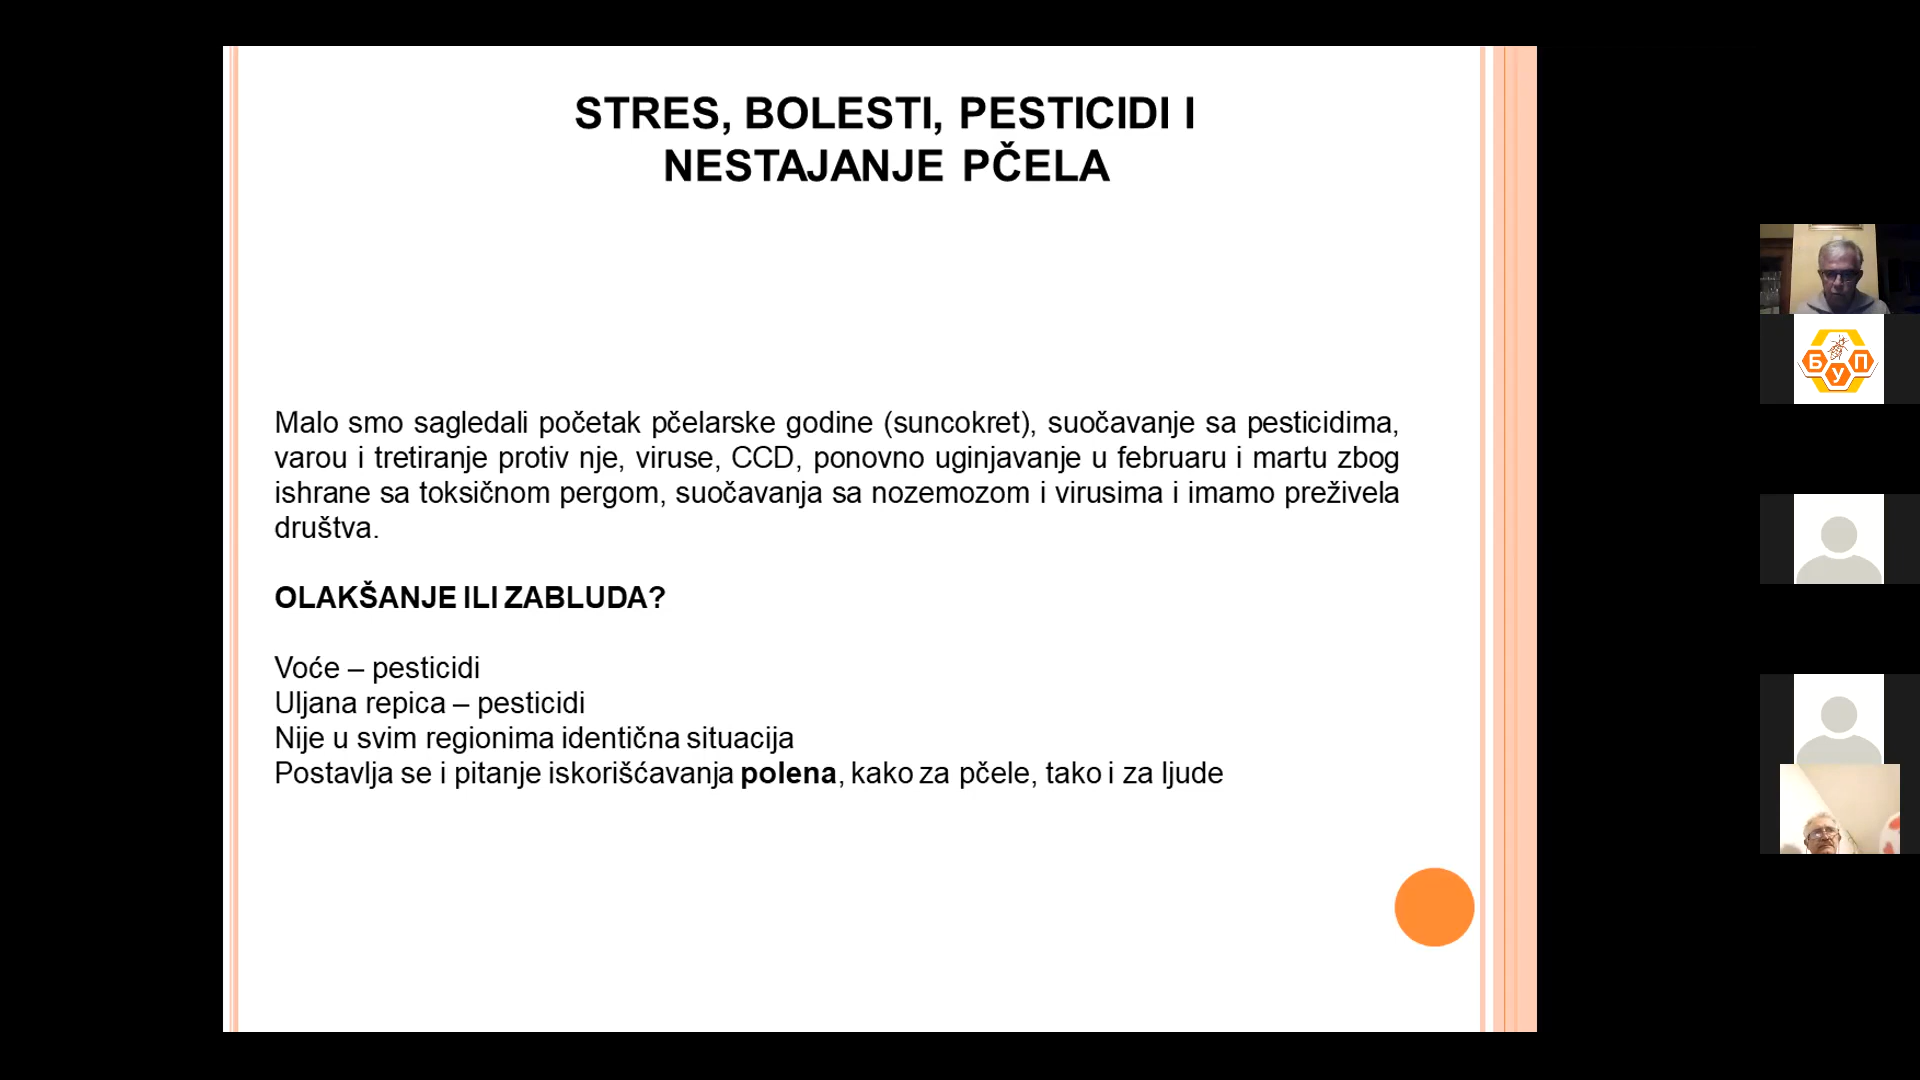 STRES, BOLESTI, PESTICIDI I
NESTAJANJE PČELA
Malo smo sagledali početak pčelarske godine (suncokret), suočavanje sa pesticidima,
varou i tretiranje protiv nje, viruse, CCD, ponovno uginjavanje u februaru i martu zbog
ishrane sa toksičnom pergom, suočavanja sa nozemozom i virusima i imamo preživela
društva.
OLAKŠANJE ILI ZABLUDA?
Voće – pesticidi
Uljana repica – pesticidi
Nije u svim regionima identična situacija
Postavlja se i pitanje iskorišćavanja polena, kako za pčele, tako i za ljude
Б У П